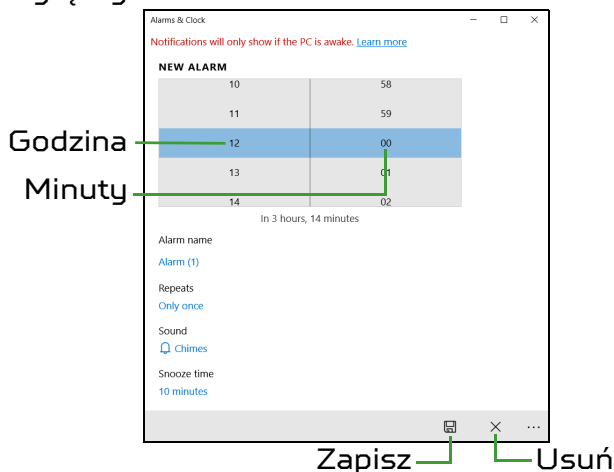 Alarms & Clock
Notifications will only show if the PC is awake. Learn more
NEW ALARM
10 58
11 59
Godzina 12 00
13 01
Minuty
14 02
In 3 hours, 14 minutes
Alarm name
Alarm (1)
Repeats
Only once
Sound
Chimes
Snooze time
10 minutes
Zapisz Usuń